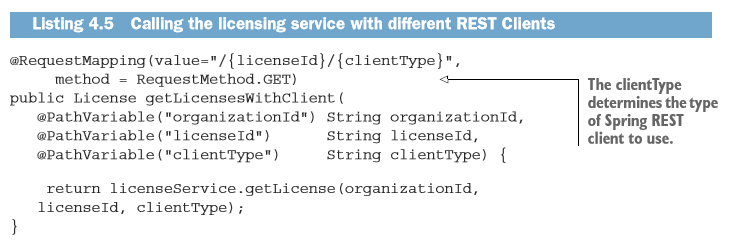 Listing 4.5 Calling the licensing service with different REST Clients
@RequestMapping(value="/{licenseId}/{clientType}",
method = RequestMethod.GET)
public License getLicensesWithClient(
@PathVariable("organizationId") String organizationId,
@PathVariable("licenseId") String licenseId,
@PathVariable("clientType") String clientType) {
return licenseService.getLicense(organizationId,
licenseId, clientType);
}
The clientType
determines the type
of Spring REST
client to use.